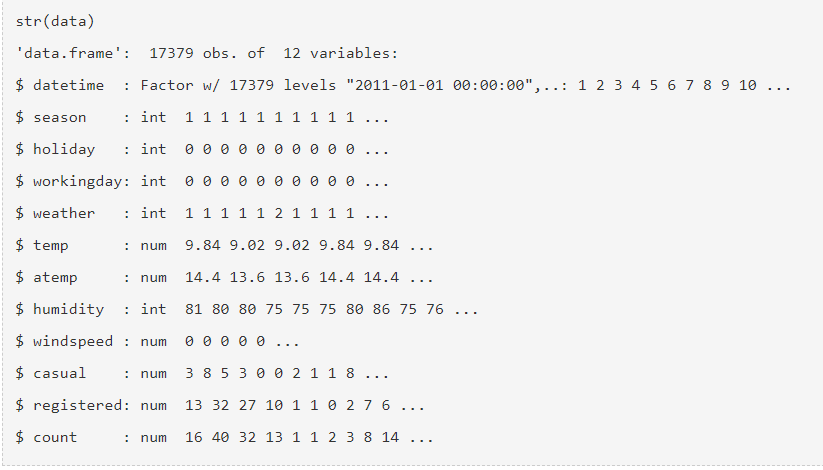 str(data)
'data.frame':  17379 obs. of  12 variables:
$ datetime  : Factor w/ 17379 levels "2011-01-01 00:00:00",..: 1 2 3 4 5 6 7 8 9 10 ...
$ season    : int  1 1 1 1 1 1 1 1 1 1 ...
$ holiday   : int  0 0 0 0 0 0 0 0 0 0 ...
$ workingday: int  0 0 0 0 0 0 0 0 0 0 ...
$ weather   : int  1 1 1 1 1 2 1 1 1 1 ...
$ temp      : num  9.84 9.02 9.02 9.84 9.84 ...
$ atemp     : num  14.4 13.6 13.6 14.4 14.4 ...
$ humidity  : int  81 80 80 75 75 75 80 86 75 76 ...
$ windspeed : num  0 0 0 0 0 ...
$ casual    : num  3 8 5 3 0 0 2 1 1 8 ...
$ registered: num  13 32 27 10 1 1 0 2 7 6 ...
$ count     : num  16 40 32 13 1 1 2 3 8 14 ...